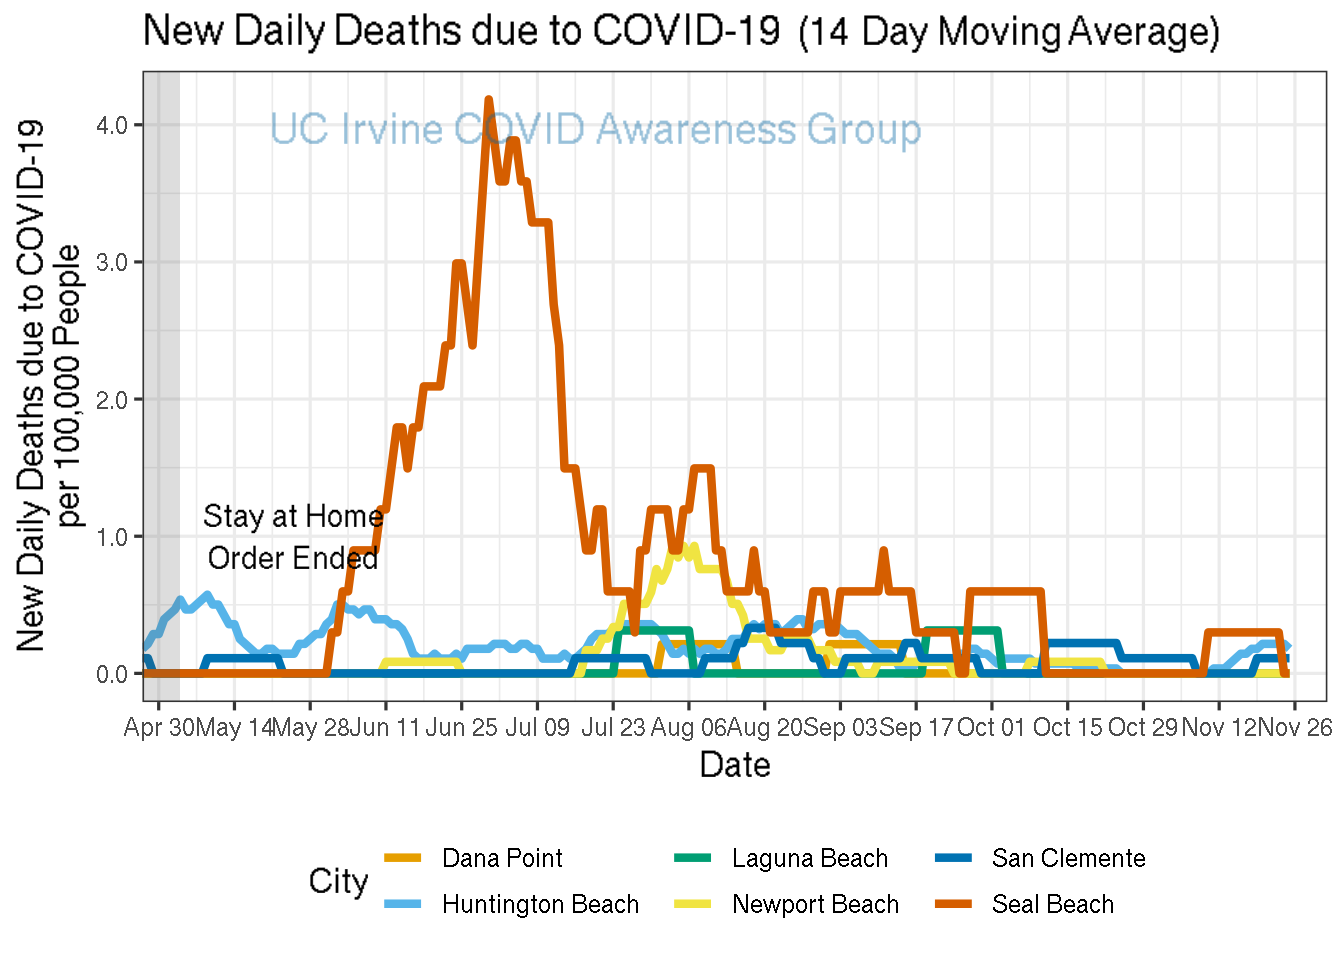 New Daily Deaths due to COVID-19 (14 Day Moving Average)
UC Irvine COVID Awareness Group
New Daily Deaths due to COVID-19
per 100,000 People
4.0
3.0
2.0
1.0
0.0
Stay at Home
Order Ended
Apr 30 May 14 May 28 Jun 11 Jun 25 Jul 09 Jul 23 Aug 06 Aug 20 Sep 03 Sep 17 Oct 01 Oct 15 Oct 29 Nov 12 Nov 26
Date
City
Dana Point Laguna Beach San Clemente
Huntington Beach Newport Beach Seal Beach